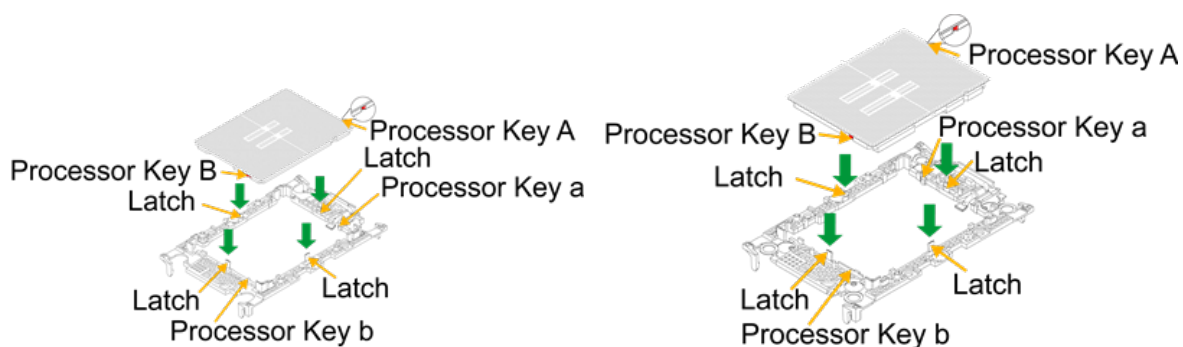 Processor Key A
Latch
Processor Key B
Processor Key a
Latch
Latch
Latch
Processor Key b
Processor Key A
Processor Key a
Processor Key B
Latch
Latch
Latch
Latch
Processor Key b